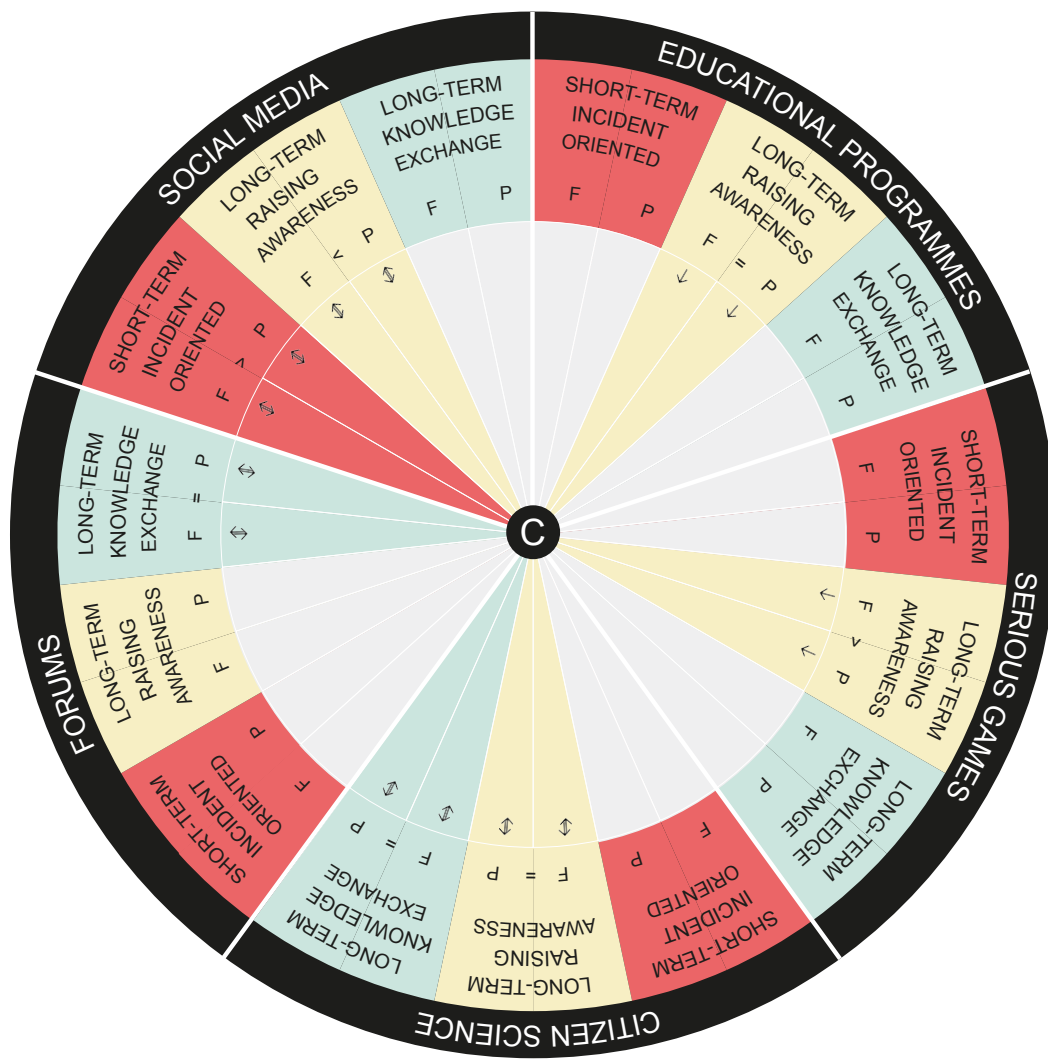 EDUCATIONAL PROGRAMMES
SHORT-TERM
INCIDENT
ORIENTED
F P
LONG-TERM
RAISING
AWARENESS
F = P
LONG-TERM
KNOWLEDGE
EXCHANGE
F P
SERIOUS GAMES
SHORT-TERM
INCIDENT
ORIENTED
F P
LONG-TERM
RAISING
AWARENESS
F > P
LONG-TERM
KNOWLEDGE
EXCHANGE
F P
CITIZEN SCIENCE
SHORT-TERM
INCIDENT
ORIENTED
F P
LONG-TERM
RAISING
AWARENESS
F = P
LONG-TERM
KNOWLEDGE
EXCHANGE
F = P
FORUMS
SHORT-TERM
INCIDENT
ORIENTED
F P
LONG-TERM
RAISING
AWARENESS
F P
LONG-TERM
KNOWLEDGE
EXCHANGE
F = P
SOCIAL MEDIA
SHORT-TERM
INCIDENT
ORIENTED
F > P
LONG-TERM
RAISING
AWARENESS
F < P
LONG-TERM
KNOWLEDGE
EXCHANGE
F P
C